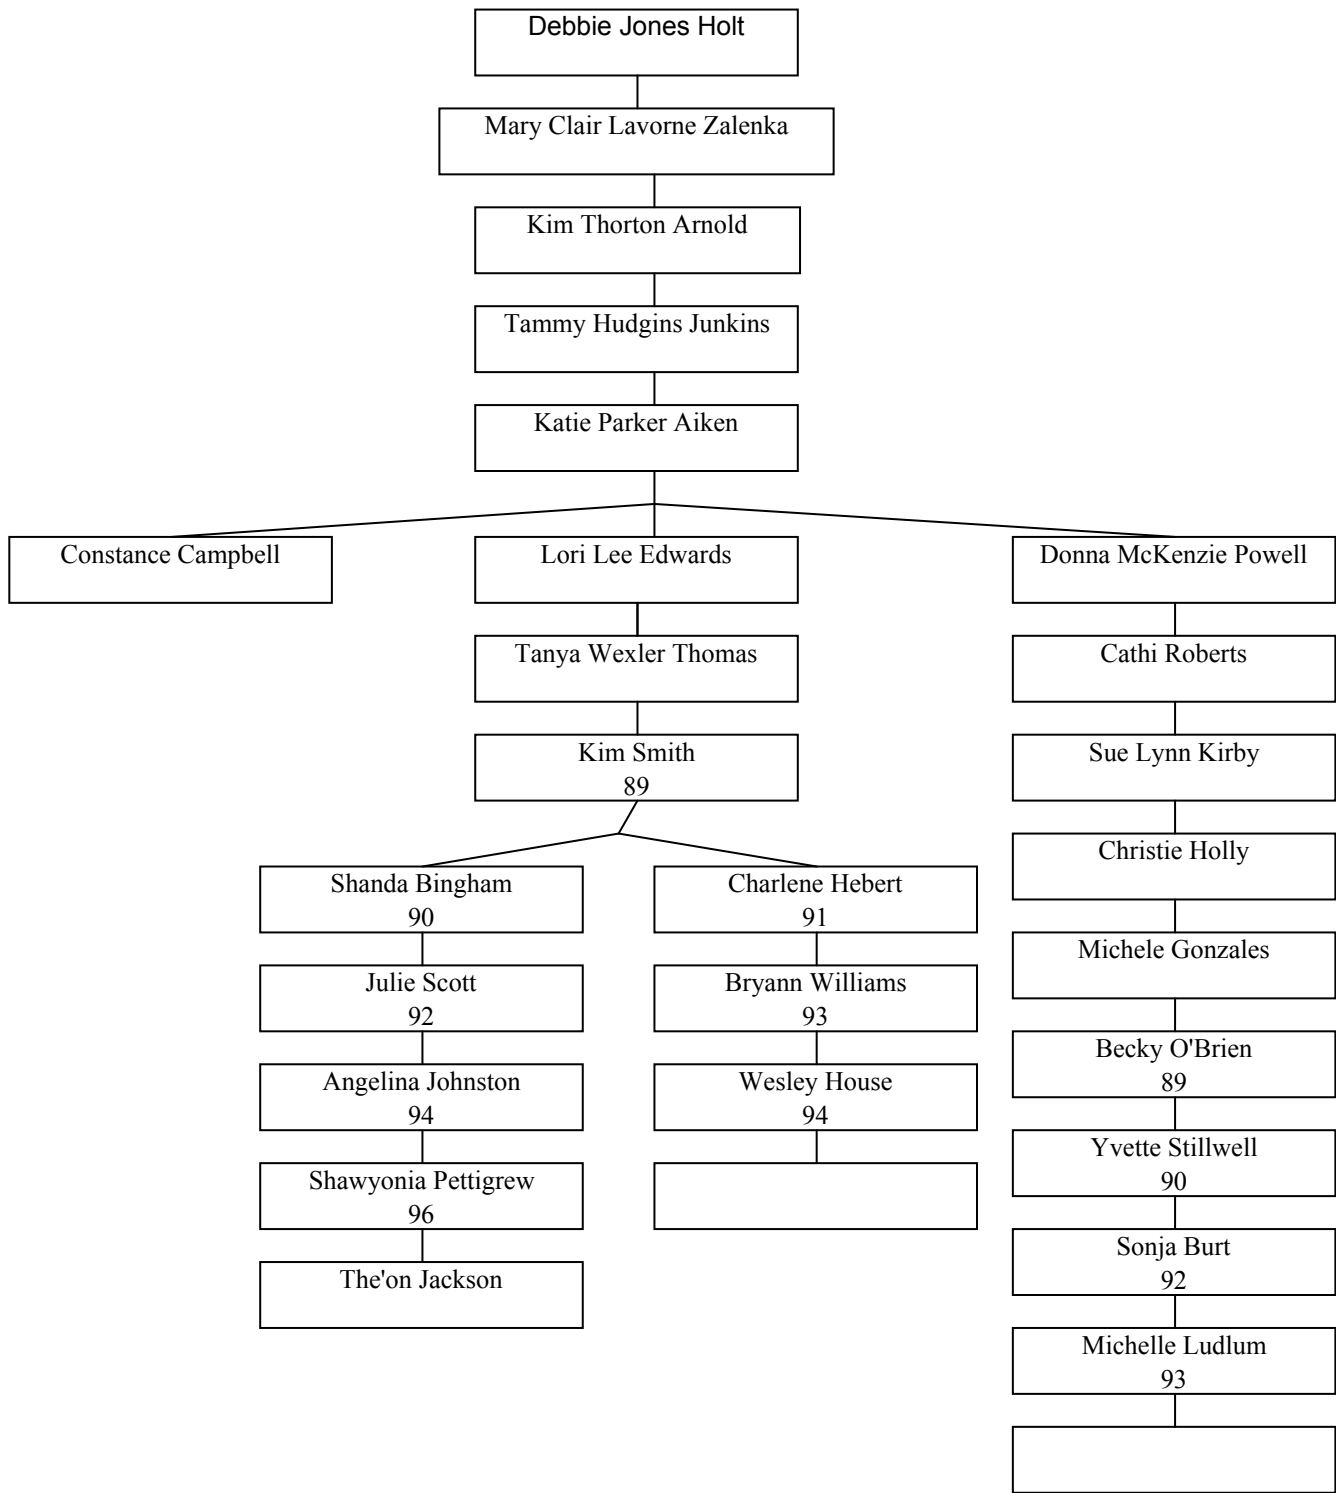 Debbie Jones Holt
Mary Clair Lavorne Zalenka
Kim Thorton Arnold
Tammy Hudgins Junkins
Katie Parker Aiken
Constance Campbell
Lori Lee Edwards
Donna McKenzie Powell
Tanya Wexler Thomas
Cathi Roberts
Kim Smith
89
Sue Lynn Kirby
Shanda Bingham
90
Charlene Hebert
91
Christie Holly
Julie Scott
92
Bryann Williams
93
Michele Gonzales
Angelina Johnston
94
Wesley House
94
Becky O'Brien
89
Shawyonia Pettigrew
96
Yvette Stillwell
90
The'on Jackson
Sonja Burt
92
Michelle Ludlum
93